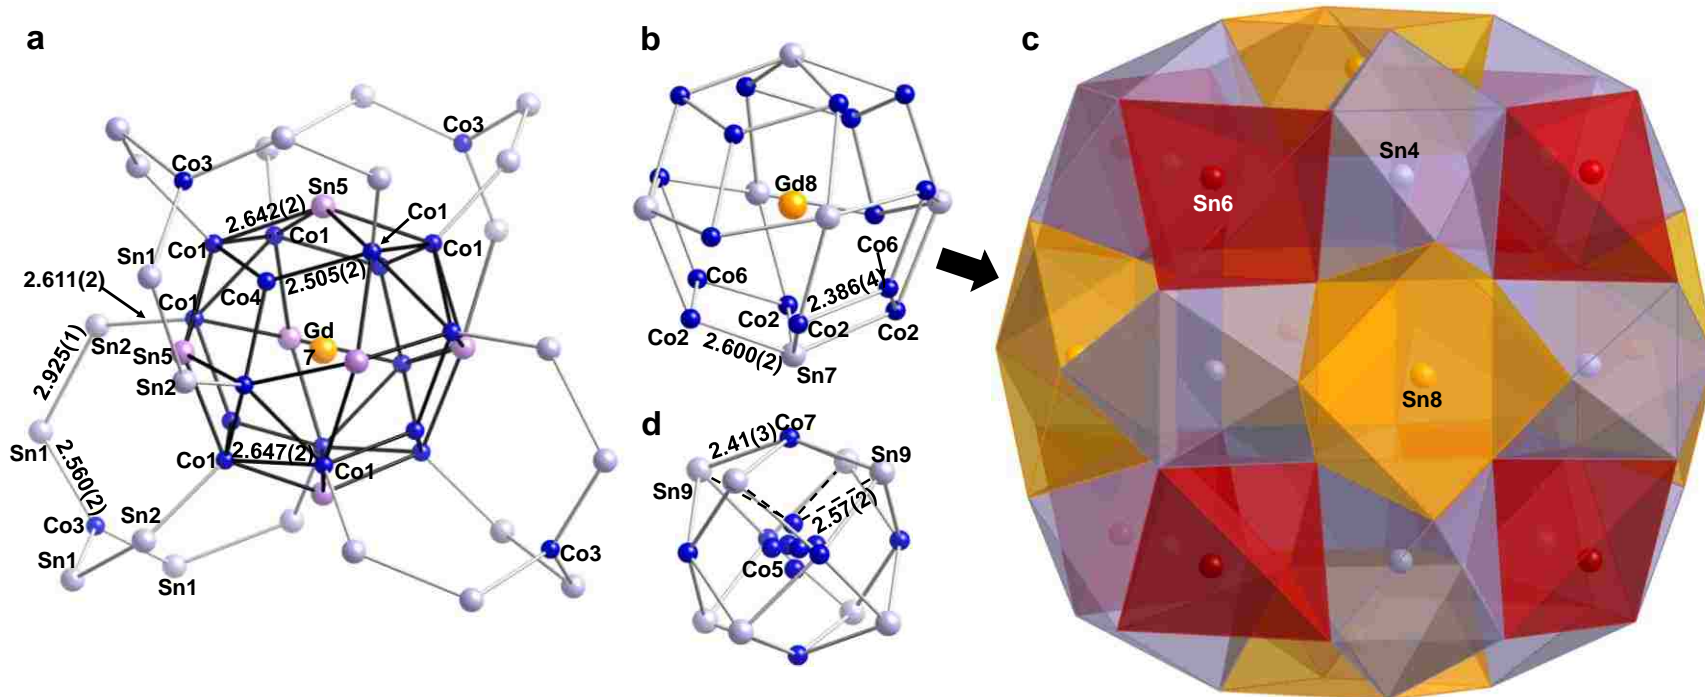 a
Co3
Co3
Sn5
2.642(2)
Co1
Co1
Co1
Co1
Sn1
2.611(2)
2.505(2)
Co4
Co1
Gd
7
Sn2
Sn5
2.925(1)
Sn2
Sn1
2.560(2)
Co1
2.647(2)
Co1
Co3
Sn2
Sn1
Sn1
Co3
b
Gd8
Co6
Co6
2.386(4)
Co2
Co2
Co2
Co2
2.600(2)
Sn7
d
Co7
2.41(3)
Sn9
Sn9
2.57(2)
Co5
c
Sn4
Sn6
Sn8